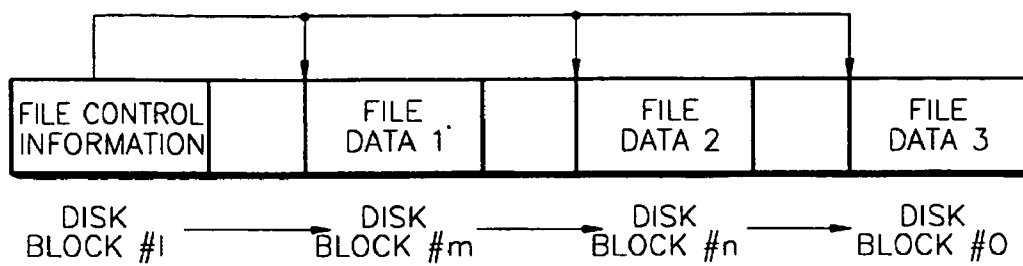 FILE CONTROL
INFORMATION
FILE
DATA 1
FILE
DATA 2
FILE
DATA 3
DISK
BLOCK #l
DISK
BLOCK #m
DISK
BLOCK #n
DISK
BLOCK #O